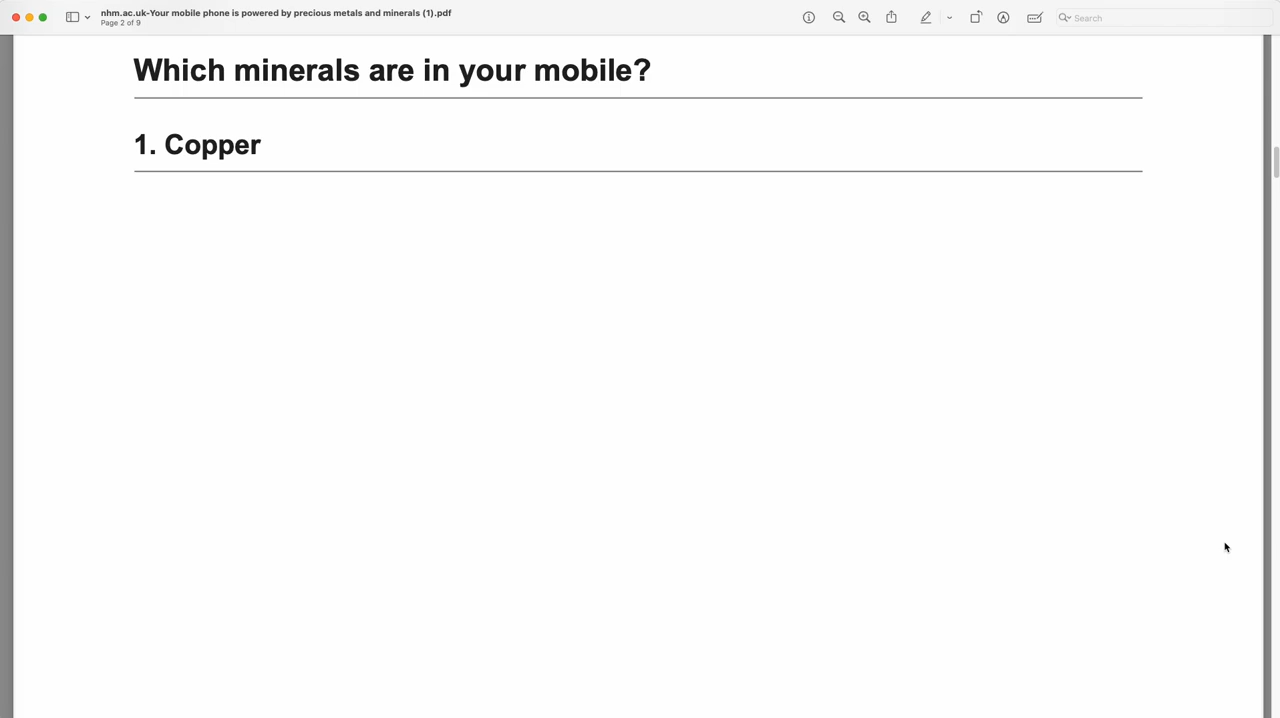 nhm.ac.uk-Your mobile phone is powered by precious metals and minerals (1).pdf
Page 2 of 9
Search
Which minerals are in your mobile?
1. Copper